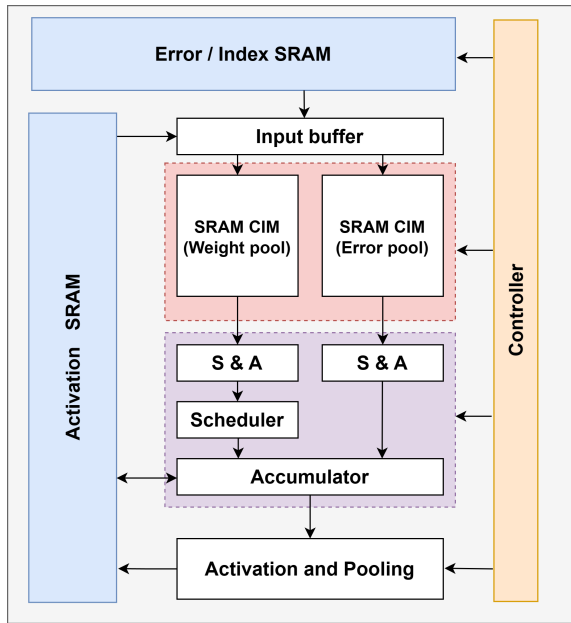 Error / Index SRAM
Input buffer
SRAM CIM
(Weight pool)
SRAM CIM
(Error pool)
S & A
S & A
Scheduler
Accumulator
Activation and Pooling
Activation SRAM
Controller